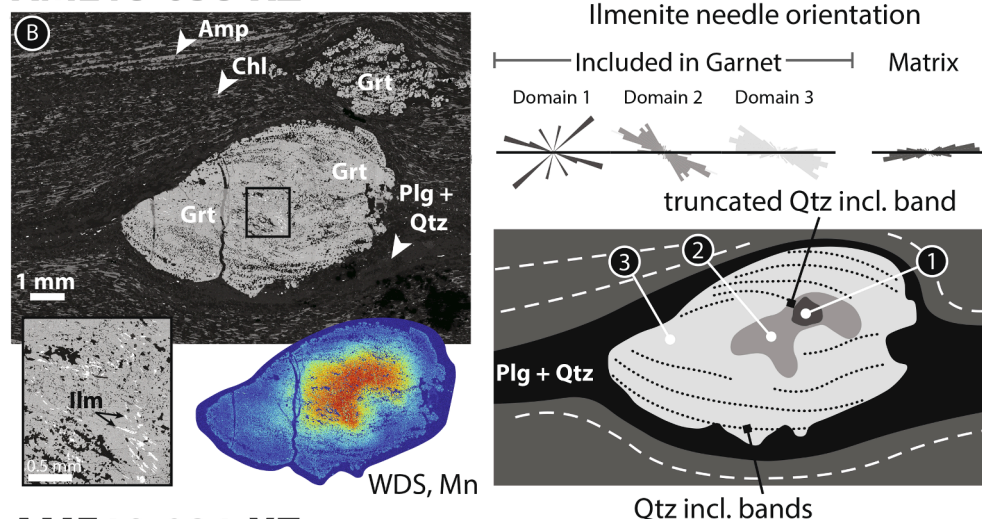 B
Amp
Chl
Grt
Grt
Grt
Plg +
Qtz
1 mm
Ilm
0.5 mm
WDS, Mn
Ilmenite needle orientation
Included in Garnet
Matrix
Domain 1
Domain 2
Domain 3
truncated Qtz incl. band
3
2
1
Plg + Qtz
Qtz incl. bands